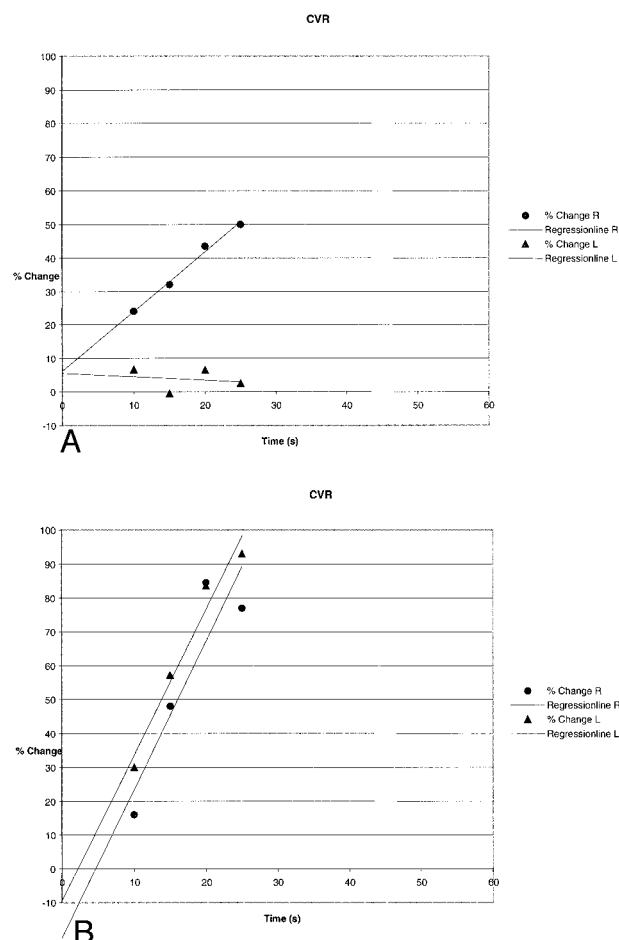 CVR
100
90
80
70
60
50
40
30
20
10
0
-10
% Change
0 10 20 30 40 50 60
Time (s)
● % Change R
Regressionline R
▲ % Change L
Regressionline L
A
CVR
100
90
80
70
60
50
40
30
20
10
0
-10
% Change
0 10 20 30 40 50 60
Time (s)
● % Change R
Regressionline R
▲ % Change L
Regressionline L
B